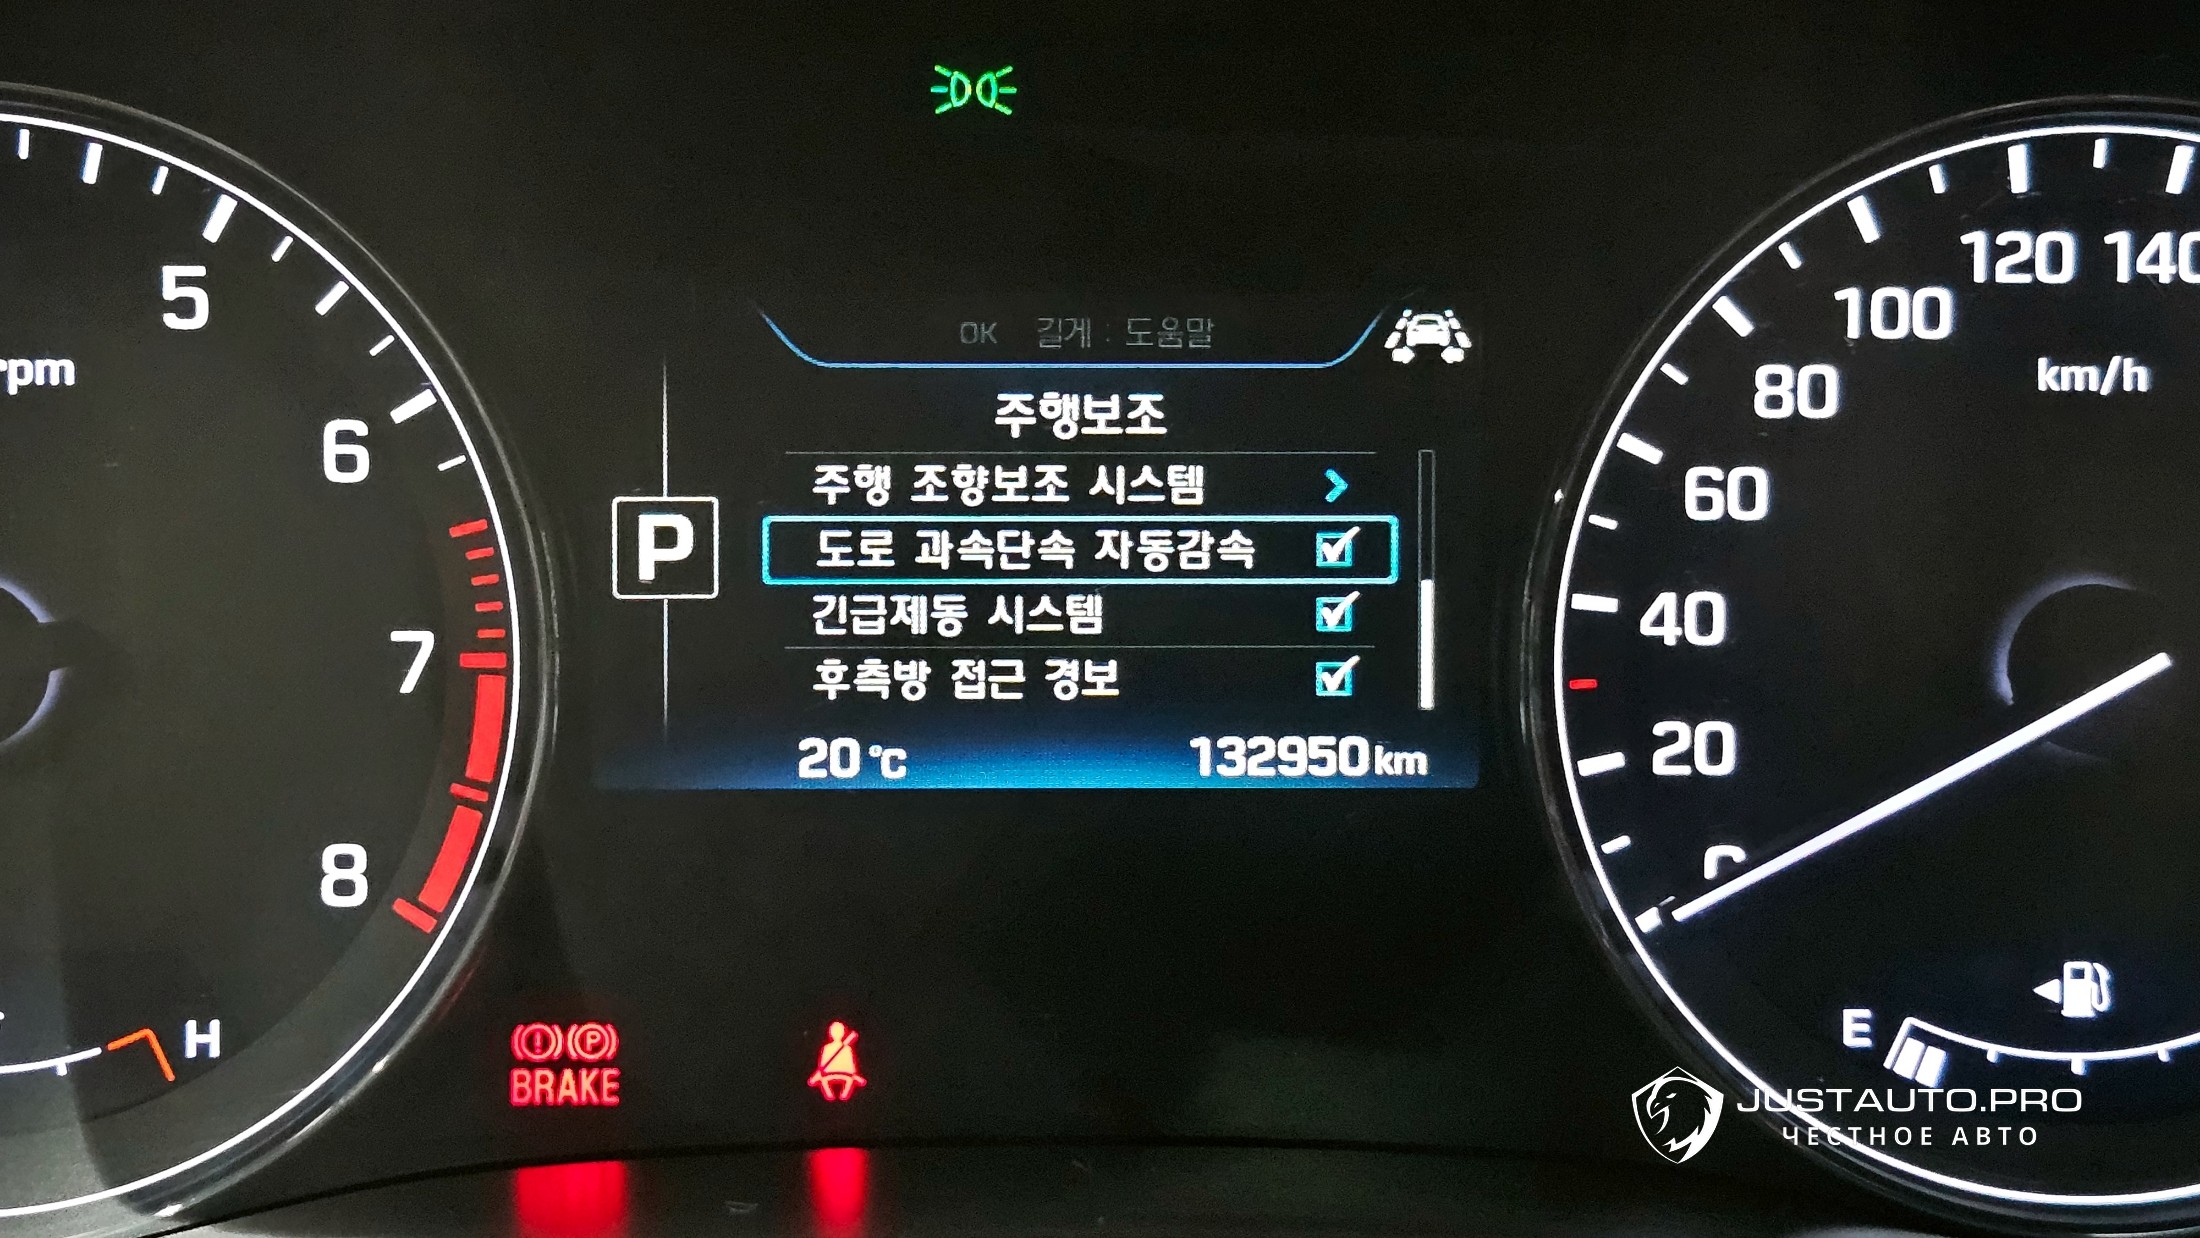 OK 길게 : 도움말
주행보조
주행 조향보조 시스템
도로 과속단속 자동감속
긴급제동 시스템
후측방 접근 경보
20 °C 132950 km
P
5
6
7
8
rpm
H
BRAKE
P
20
40
60
80
100
120
140
km/h
E
JUSTAUTO.PRO
ЧЕСТНОЕ АВТО